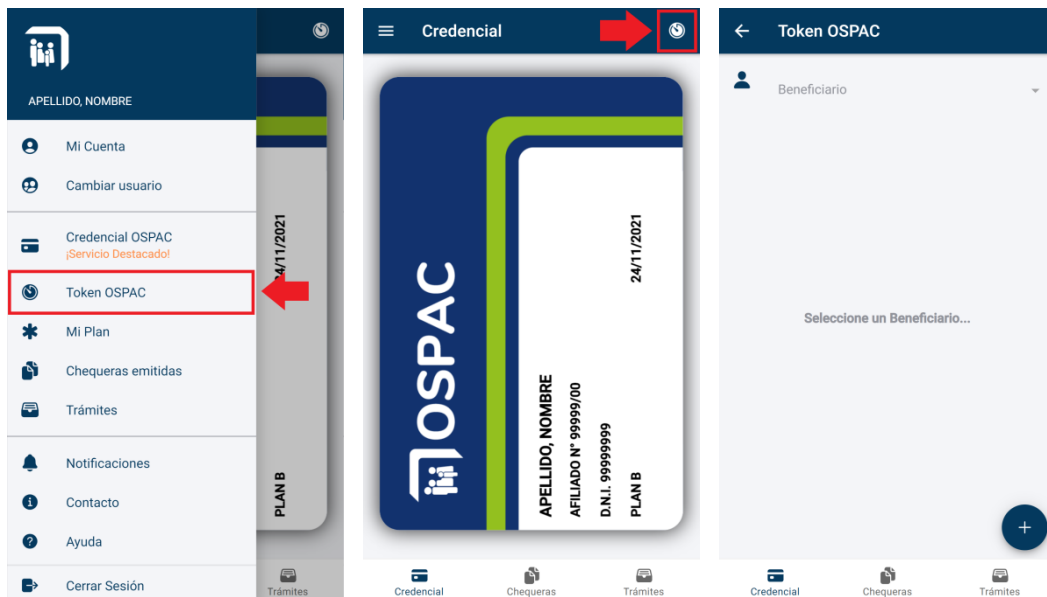 APELLIDO, NOMBRE
Mi Cuenta
Cambiar usuario
Credencial OSPAC
¡Servicio Destacado!
Token OSPAC
Mi Plan
Chequeras emitidas
Trámites
Notificaciones
Contacto
Ayuda
Cerrar Sesión
24/11/2021
PLAN B
Trámites
Credencial
OSPAC
APELLIDO, NOMBRE
AFILIADO N° 99999/00
D.N.I. 99999999
PLAN B
24/11/2021
Credencial
Chequeras
Trámites
Token OSPAC
Beneficiario
Seleccione un Beneficiario...
+
Credencial
Chequeras
Trámites